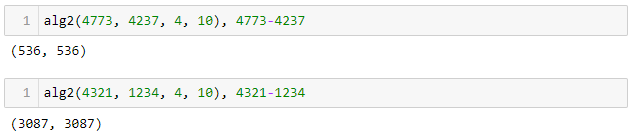 1 alg2(4773, 4237, 4, 10), 4773-4237
(536, 536)
1 alg2(4321, 1234, 4, 10), 4321-1234
(3087, 3087)